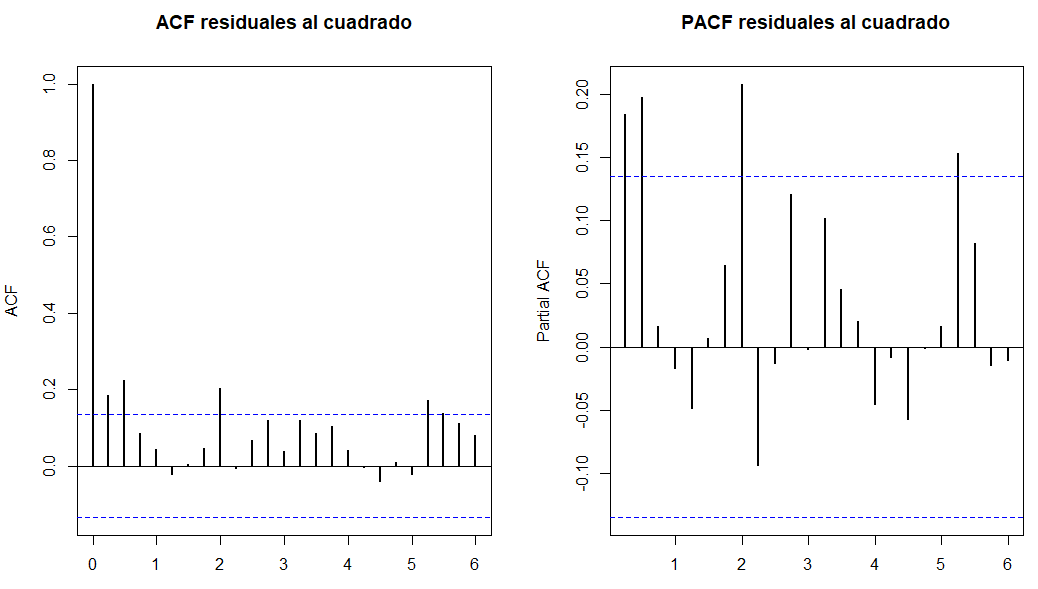 ACF residuales al cuadrado
ACF
1.0
0.8
0.6
0.4
0.2
0.0
0 1 2 3 4 5 6
PACF residuales al cuadrado
Partial ACF
0.20
0.15
0.10
0.05
0.00
-0.05
-0.10
1 2 3 4 5 6